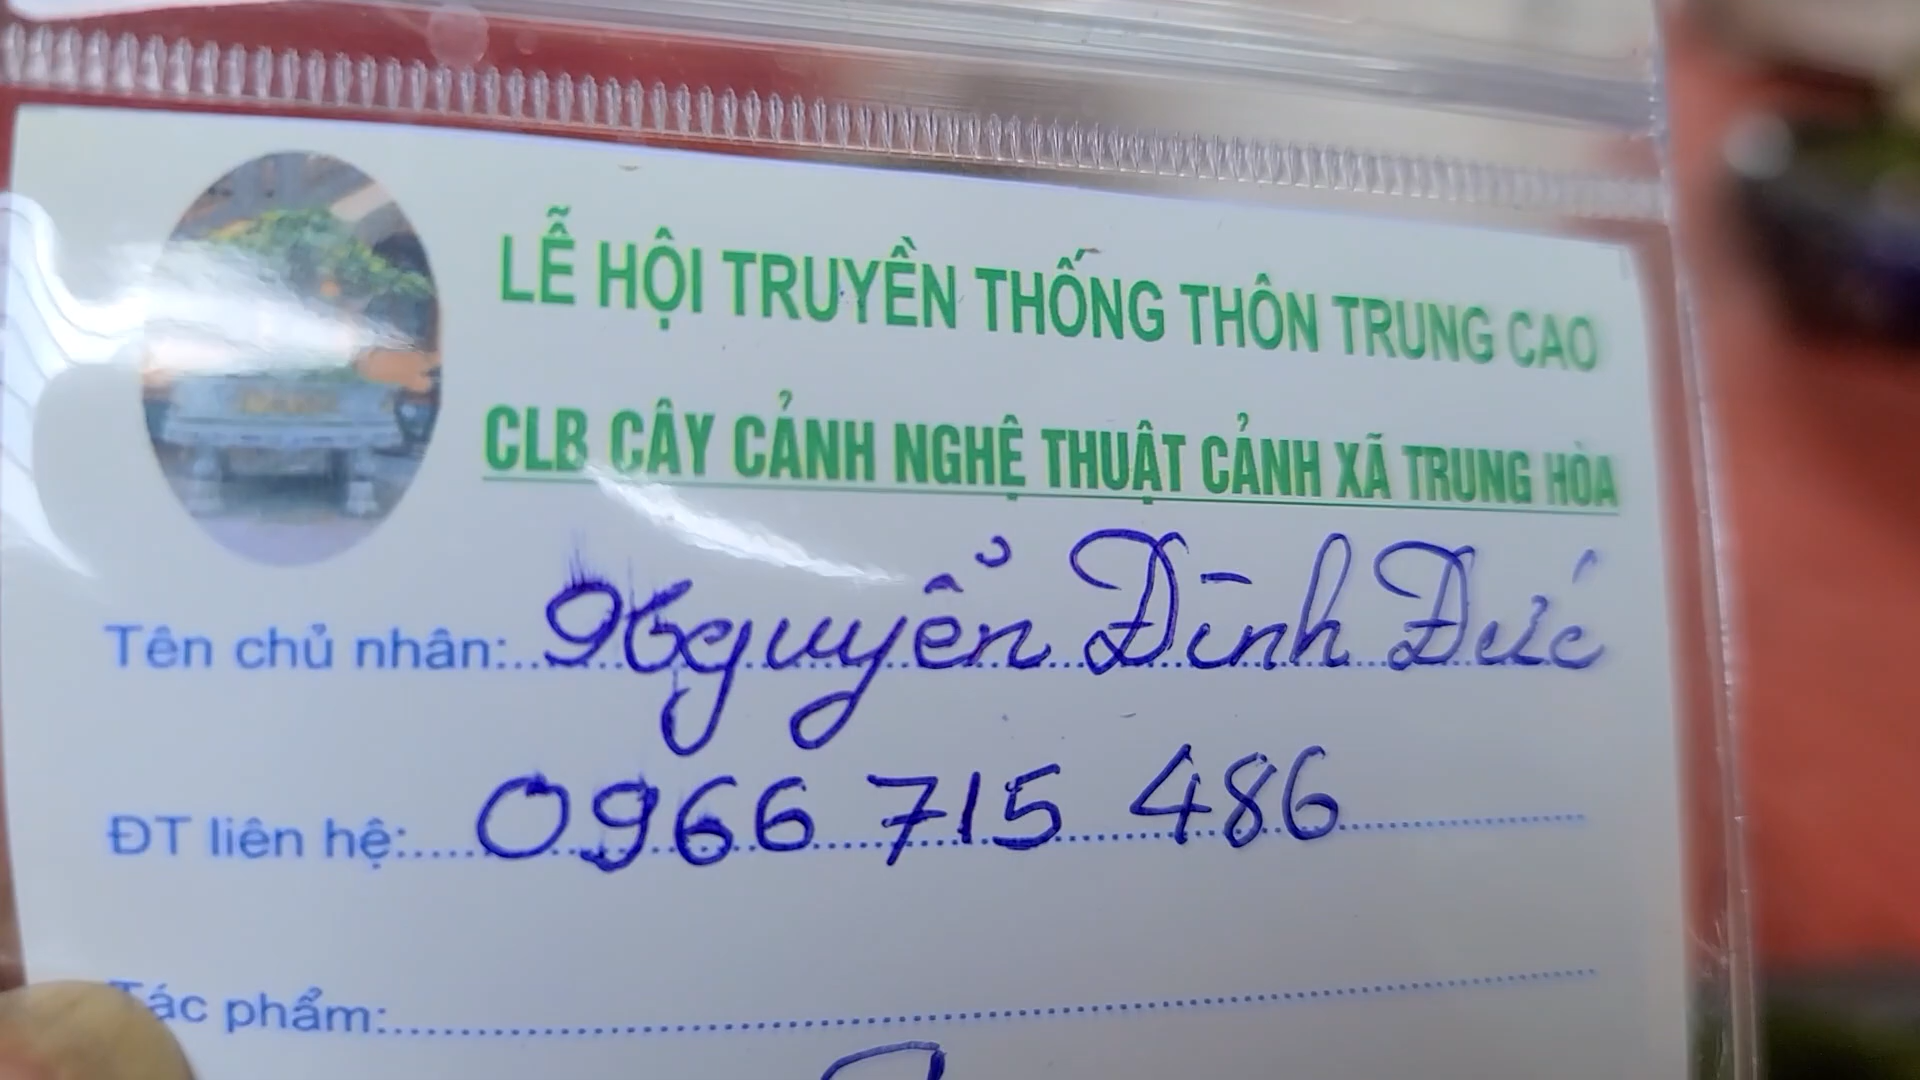 LỄ HỘI TRUYỀN THỐNG THÔN TRUNG CAO
CLB CÂY CẢNH NGHỆ THUẬT CẢNH XÃ TRUNG HÒA
Tên chủ nhân: Nguyển Đình Đức
ĐT liên hệ: 0966 715 486
Tác phẩm: